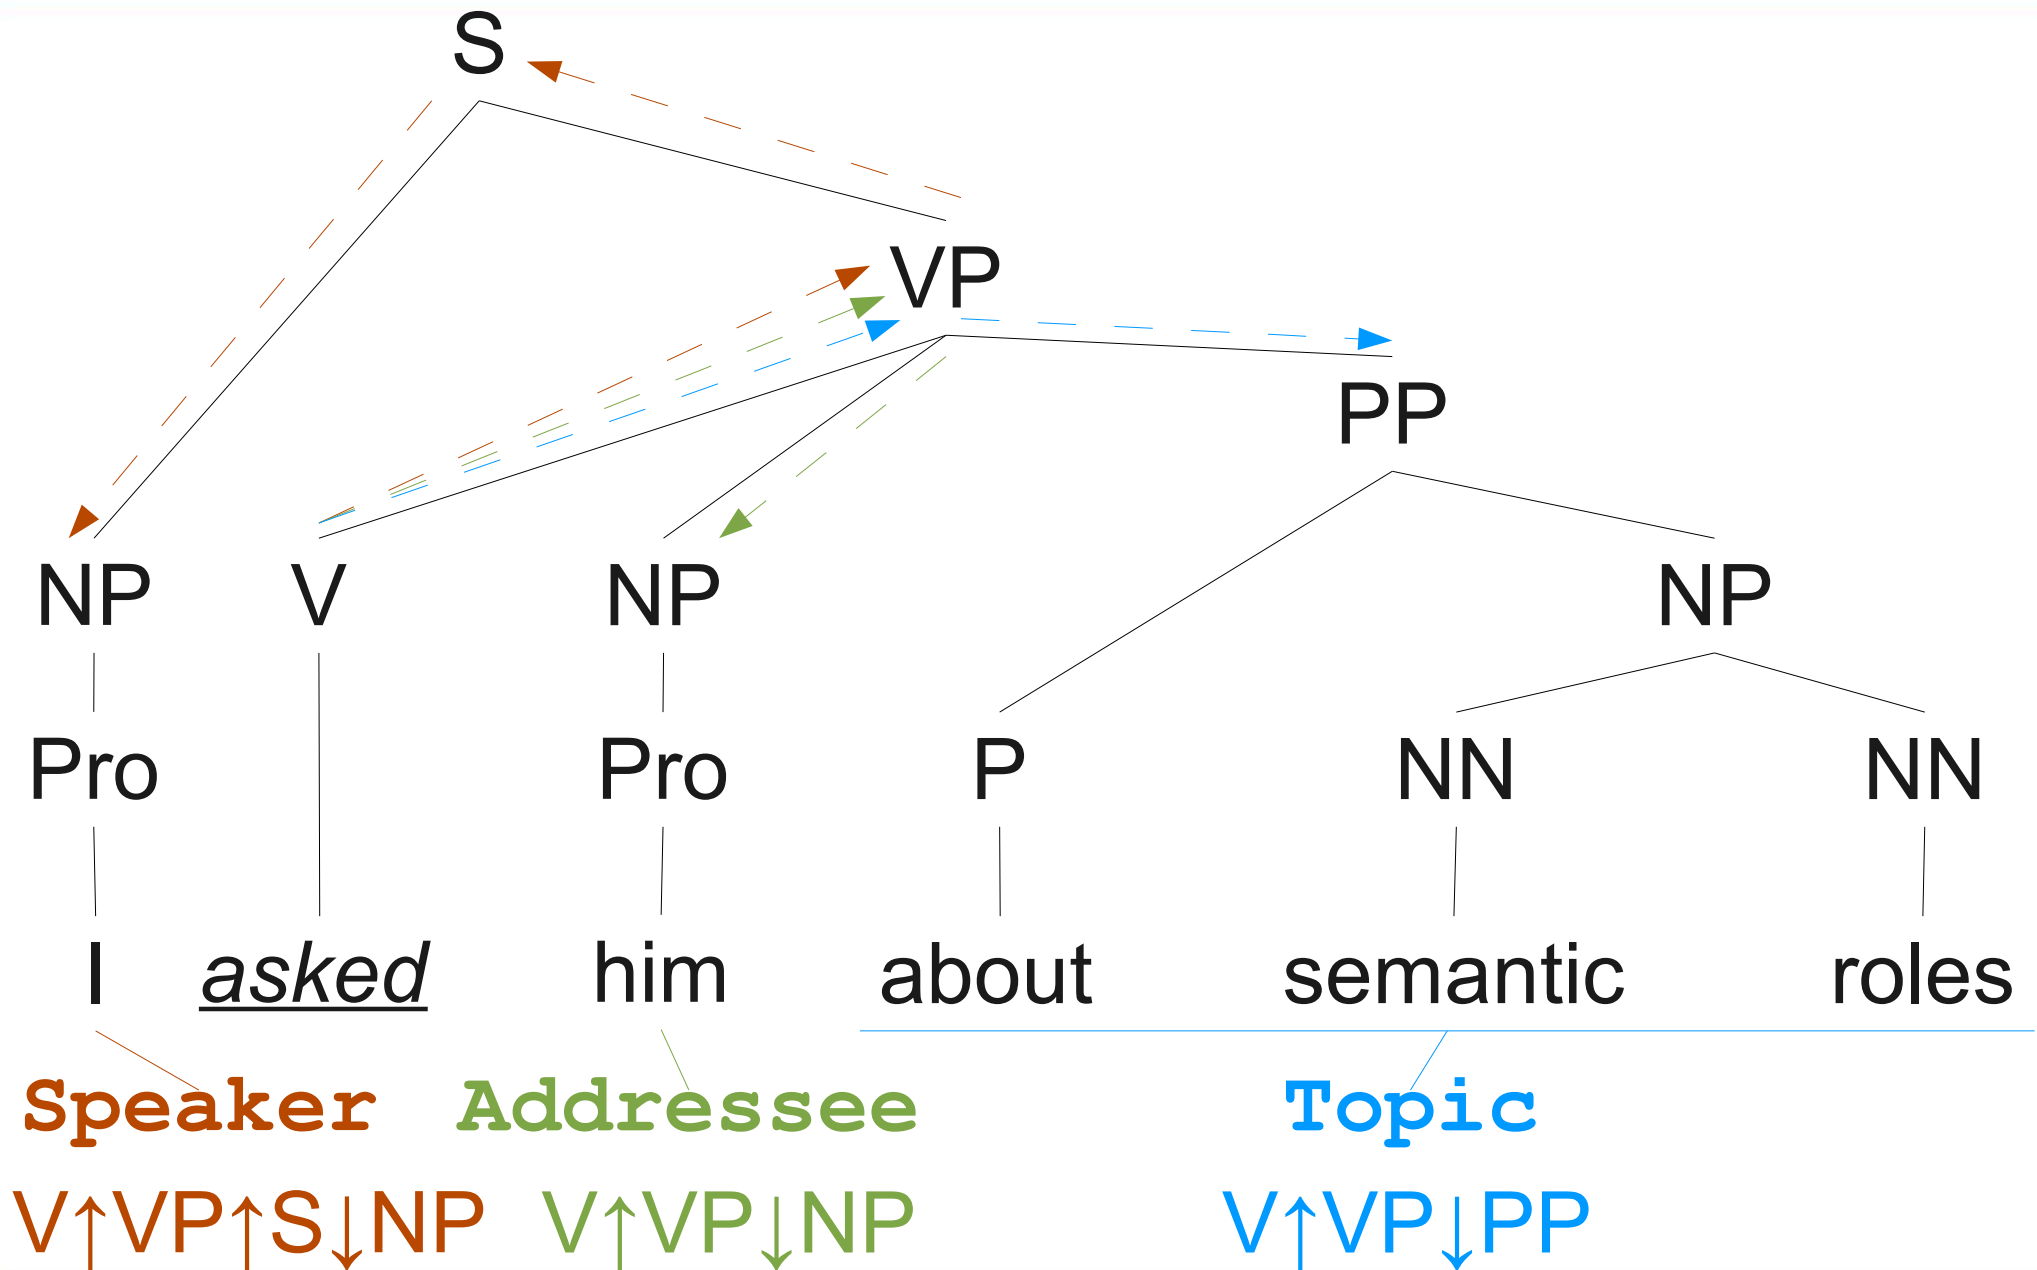 S
VP
PP
NP V NP NP
Pro Pro P NN NN
I asked him about semantic roles
Speaker Addressee Topic
V↑VP↑S↓NP V↑VP↓NP V↑VP↓PP